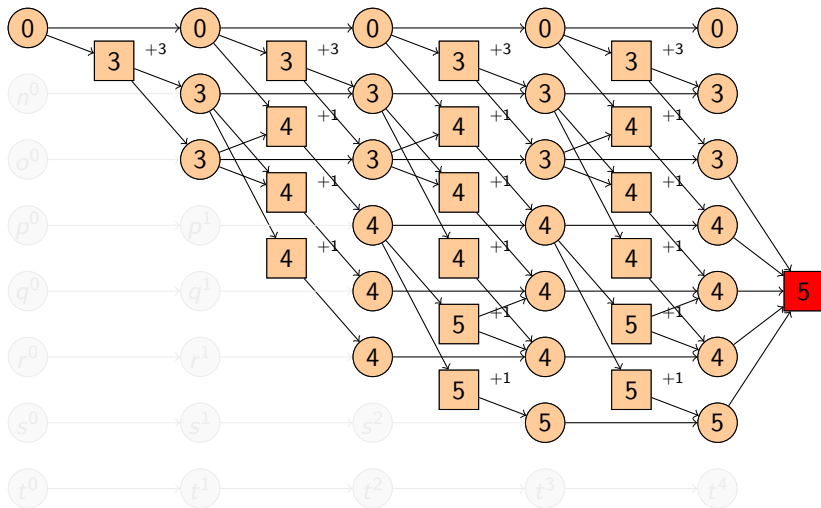 0 0 0 0 0
3 +3 3 +3 3 +3 3 +3
n⁰ 3 3 3 3
4 +1 4 +1 4 +1
o⁰ 3 3 3 3
4 +1 4 +1 4 +1
p⁰ p¹ 4 4 4
4 +1 4 +1 4 +1
q⁰ q¹ 4 4 4 5
5 +1 5 +1
r⁰ r¹ 4 4 4
5 +1 5 +1
s⁰ s¹ s² 5 5
t⁰ t¹ t² t³ t⁴